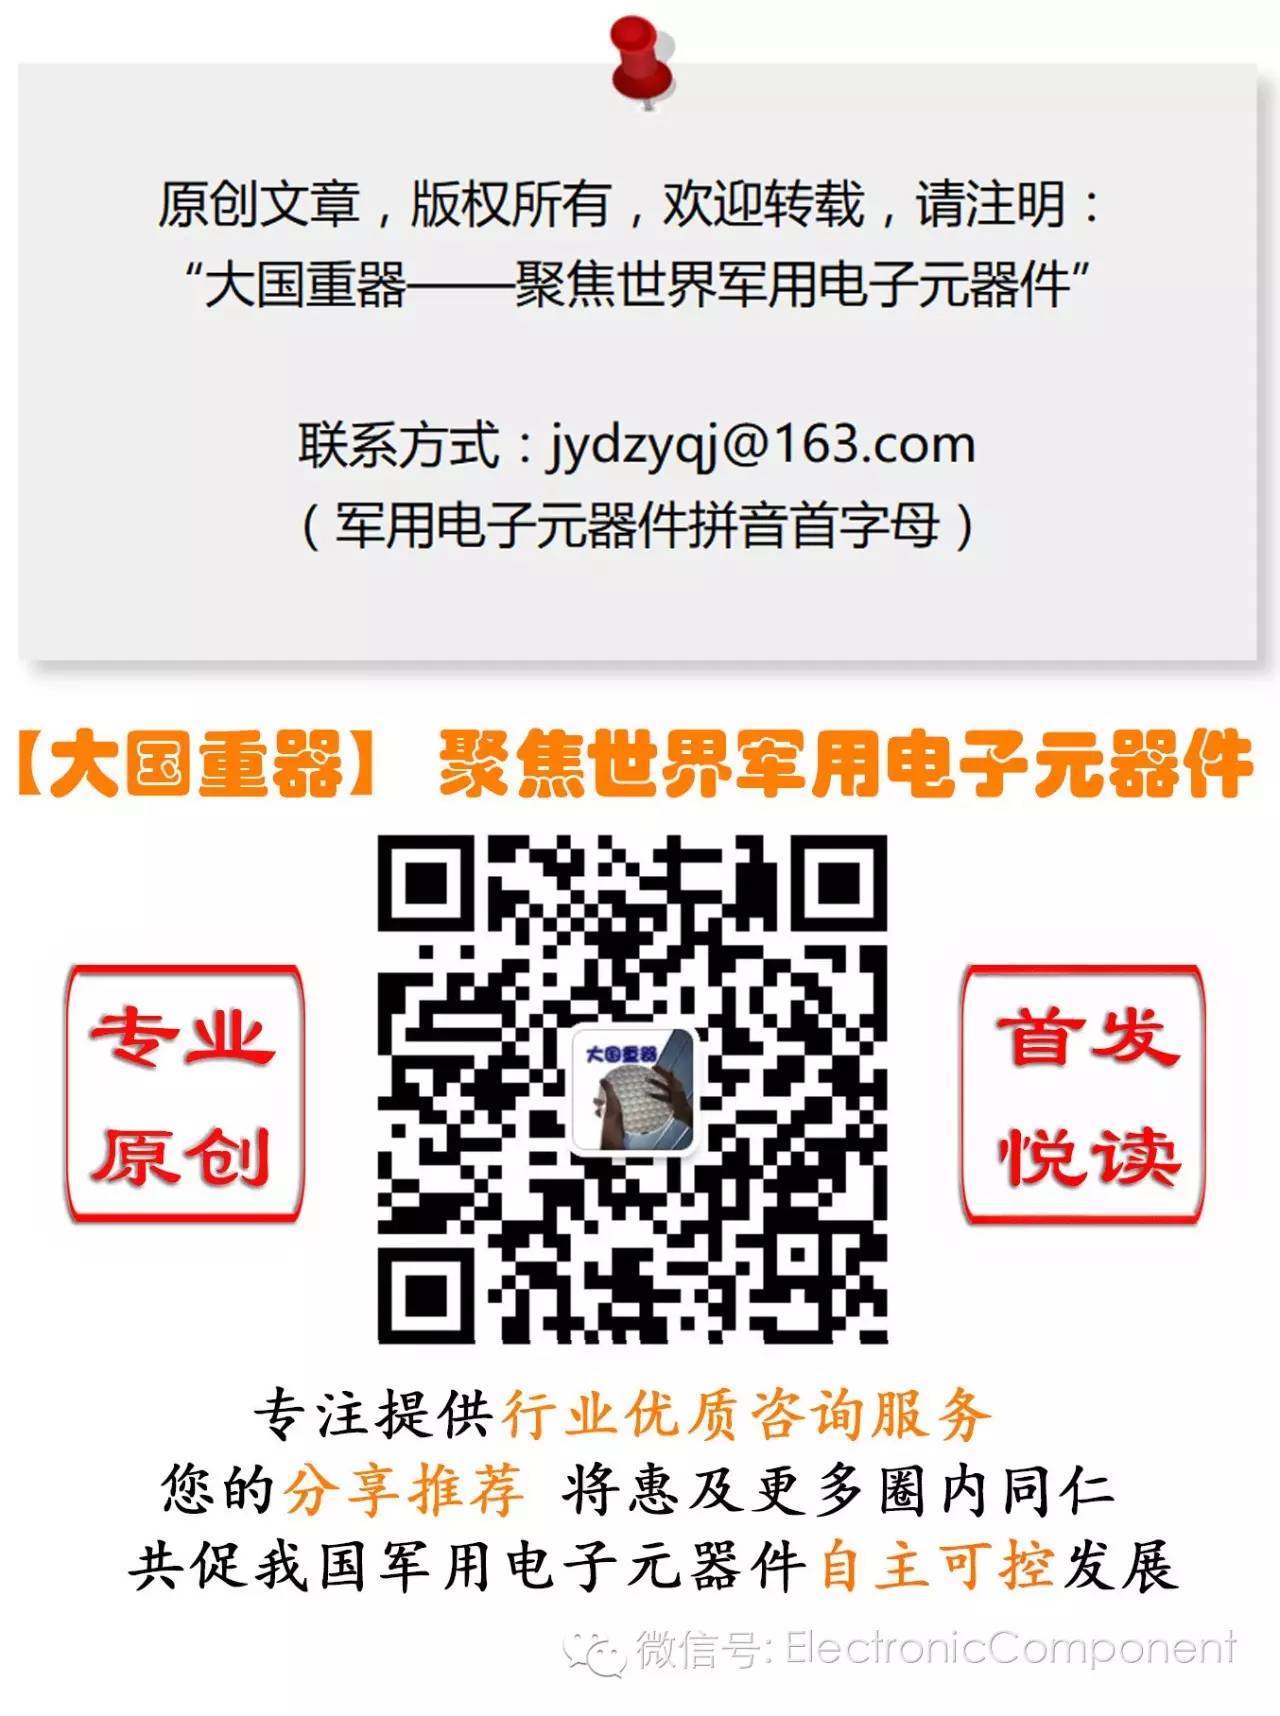 原创文章，版权所有，欢迎转载，请注明：
“大国重器——聚焦世界军用电子元器件”
联系方式：jydzyqj@163.com
（军用电子元器件拼音首字母）
【大国重器】 聚焦世界军用电子元器件
专业
原创
大国重器
首发
悦读
专注提供行业优质咨询服务
您的分享推荐 将惠及更多圈内同仁
共促我国军用电子元器件自主可控发展
微信号: ElectronicComponent